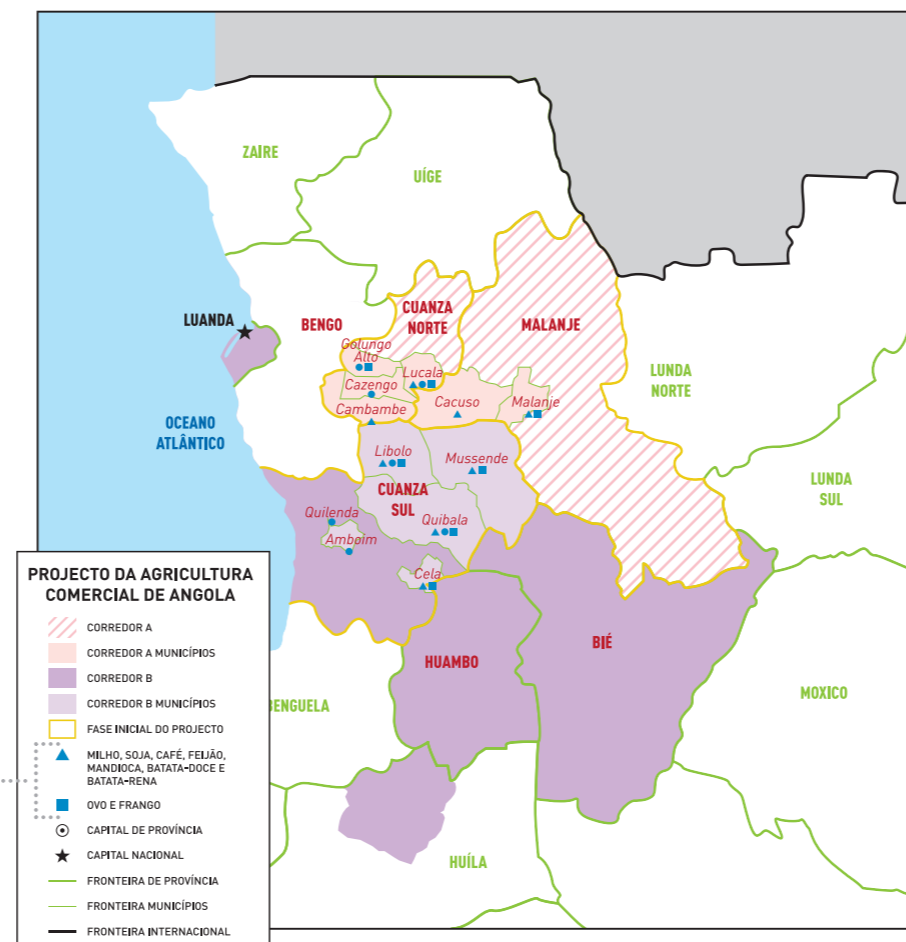 ZAIRE
UÍGE
LUANDA
BENGO
CUANZA
NORTE
MALANJE
Golungo
Alto
Lucala
Cazengo
Cambambe
Cacuso
Malanje
LUNDA
NORTE
OCEANO
ATLÂNTICO
Libolo
Mussende
CUANZA
SUL
LUNDA
SUL
Quilenda
Quibala
Amboim
Cela
HUAMBO
BIÉ
MOXICO
BENGUELA
HUÍLA
PROJECTO DA AGRICULTURA
COMERCIAL DE ANGOLA
CORREDOR A
CORREDOR A MUNICÍPIOS
CORREDOR B
CORREDOR B MUNICÍPIOS
FASE INICIAL DO PROJECTO
MILHO, SOJA, CAFÉ, FEIJÃO,
MANDIOCA, BATATA-DOCE E
BATATA-RENA
OVO E FRANGO
CAPITAL DE PROVÍNCIA
CAPITAL NACIONAL
FRONTEIRA DE PROVÍNCIA
FRONTEIRA MUNICÍPIOS
FRONTEIRA INTERNACIONAL